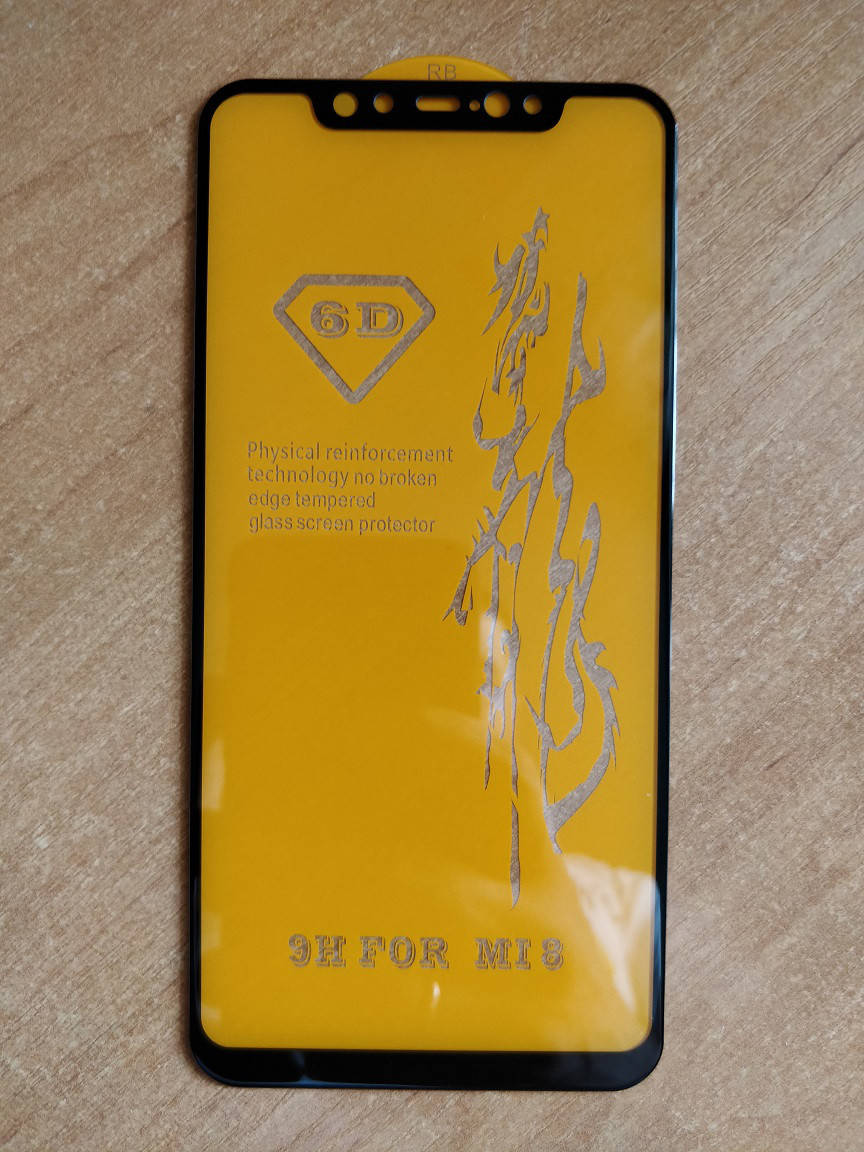 RB
6D
Physical reinforcement
technology no broken
edge tempered
glass screen protector
9H FOR MI 8